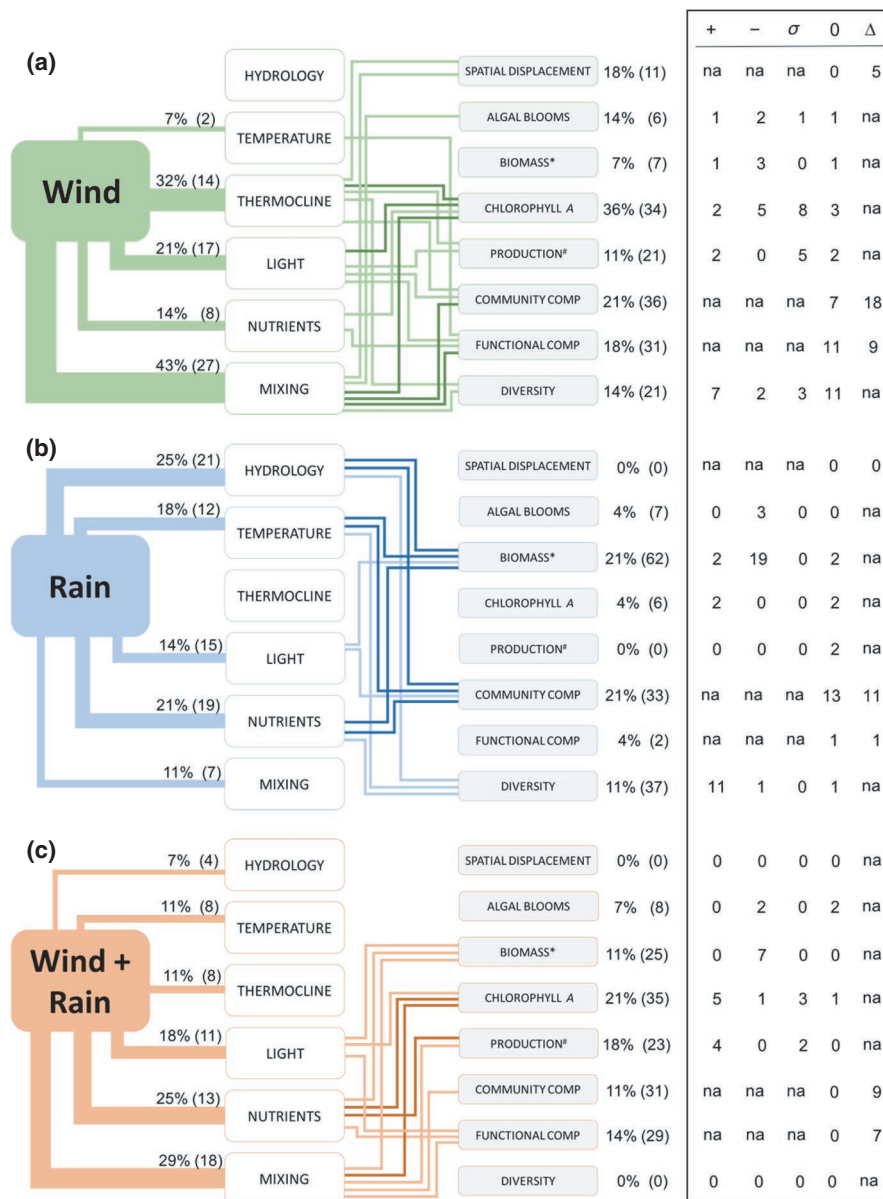 + − σ 0 Δ
(a)
HYDROLOGY SPATIAL DISPLACEMENT 18% (11) na na na 0 5
7% (2) TEMPERATURE ALGAL BLOOMS 14% (6) 1 2 1 1 na
Wind
BIOMASS* 7% (7) 1 3 0 1 na
32% (14) THERMOCLINE CHLOROPHYLL A 36% (34) 2 5 8 3 na
21% (17) LIGHT PRODUCTION# 11% (21) 2 0 5 2 na
COMMUNITY COMP 21% (36) na na na 7 18
14% (8) NUTRIENTS FUNCTIONAL COMP 18% (31) na na na 11 9
43% (27) MIXING DIVERSITY 14% (21) 7 2 3 11 na
(b)
25% (21) HYDROLOGY SPATIAL DISPLACEMENT 0% (0) na na na 0 0
18% (12) TEMPERATURE ALGAL BLOOMS 4% (7) 0 3 0 0 na
BIOMASS* 21% (62) 2 19 0 2 na
Rain
THERMOCLINE CHLOROPHYLL A 4% (6) 2 0 0 2 na
14% (15) LIGHT PRODUCTION# 0% (0) 0 0 0 2 na
21% (19) NUTRIENTS COMMUNITY COMP 21% (33) na na na 13 11
FUNCTIONAL COMP 4% (2) na na na 1 1
11% (7) MIXING DIVERSITY 11% (37) 11 1 0 1 na
(c)
7% (4) HYDROLOGY SPATIAL DISPLACEMENT 0% (0) 0 0 0 0 na
11% (8) TEMPERATURE ALGAL BLOOMS 7% (8) 0 2 0 2 na
Wind +
Rain
BIOMASS* 11% (25) 0 7 0 0 na
11% (8) THERMOCLINE CHLOROPHYLL A 21% (35) 5 1 3 1 na
18% (11) LIGHT PRODUCTION# 18% (23) 4 0 2 0 na
25% (13) NUTRIENTS COMMUNITY COMP 11% (31) na na na 0 9
FUNCTIONAL COMP 14% (29) na na na 0 7
29% (18) MIXING DIVERSITY 0% (0) 0 0 0 0 na